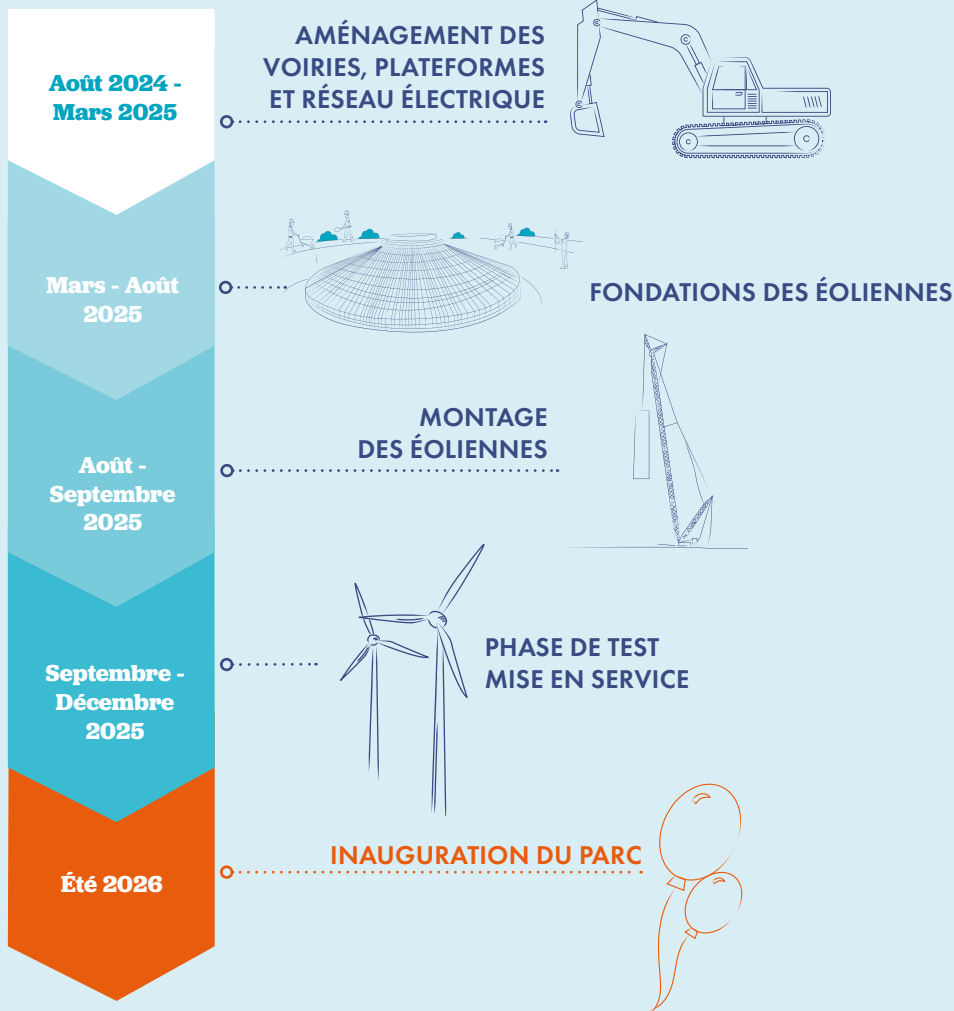 Août 2024 -
Mars 2025
AMÉNAGEMENT DES
VOIRIES, PLATEFORMES
ET RÉSEAU ÉLECTRIQUE
Mars - Août
2025
FONDATIONS DES ÉOLIENNES
Août -
Septembre
2025
MONTAGE
DES ÉOLIENNES
Septembre -
Décembre
2025
PHASE DE TEST
MISE EN SERVICE
Été 2026
INAUGURATION DU PARC